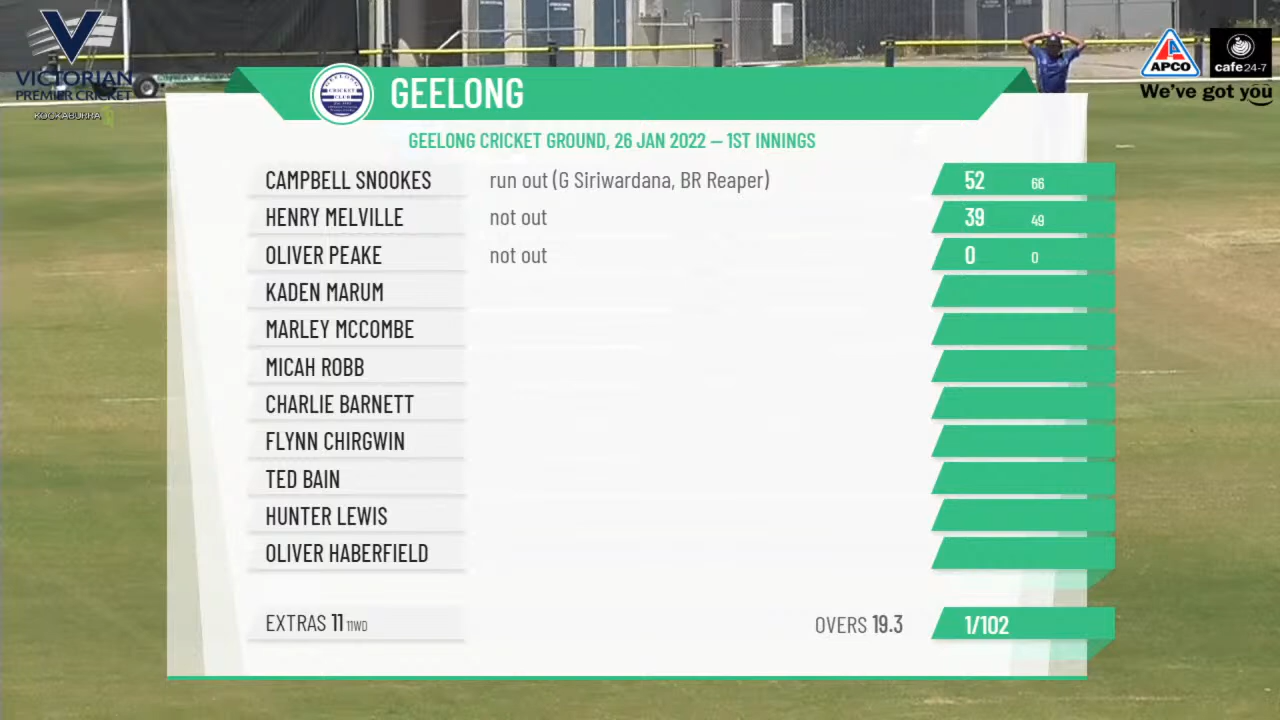 VICTORIAN
PREMIER CRICKET
KOOKABURRA
APCO
cafe24-7
We've got you
GEELONG
GEELONG CRICKET GROUND, 26 JAN 2022 – 1ST INNINGS
CAMPBELL SNOOKES run out (G Siriwardana, BR Reaper) 52 66
HENRY MELVILLE not out 39 49
OLIVER PEAKE not out 0 0
KADEN MARUM
MARLEY MCCOMBE
MICAH ROBB
CHARLIE BARNETT
FLYNN CHIRGWIN
TED BAIN
HUNTER LEWIS
OLIVER HABERFIELD
EXTRAS 11 11WD OVERS 19.3 1/102